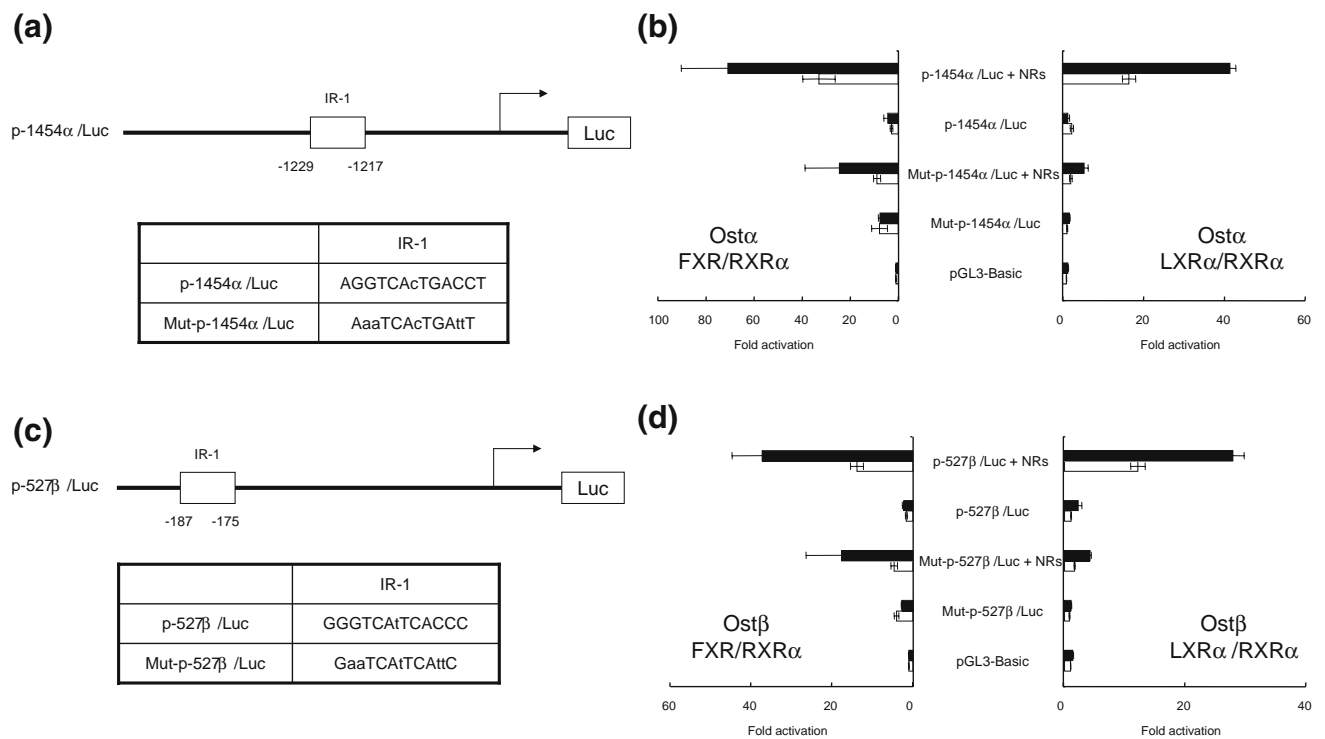 (a)
IR-1
p-1454α /Luc
Luc
-1229 -1217
IR-1
p-1454α /Luc AGGTCAcTGACCT
Mut-p-1454α /Luc AaaTCAcTGAttT
(b)
p-1454α /Luc + NRs
p-1454α /Luc
Mut-p-1454α /Luc + NRs
Mut-p-1454α /Luc
pGL3-Basic
Ostα
FXR/RXRα
Ostα
LXRα/RXRα
100 80 60 40 20 0
Fold activation
0 20 40 60
Fold activation
(c)
IR-1
p-527β /Luc
Luc
-187 -175
IR-1
p-527β /Luc GGGTCAtTCACCC
Mut-p-527β /Luc GaaTCAtTCAttC
(d)
p-527β /Luc + NRs
p-527β /Luc
Mut-p-527β /Luc + NRs
Mut-p-527β /Luc
pGL3-Basic
Ostβ
FXR/RXRα
Ostβ
LXRα /RXRα
60 40 20 0
Fold activation
0 20 40
Fold activation